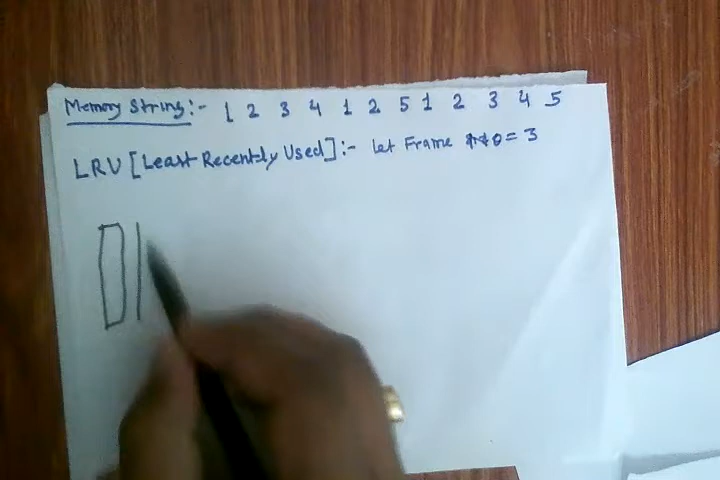 Memory String:- 1 2 3 4 1 2 5 1 2 3 4 5
LRU [Least Recently Used]:- Let Frame = 3